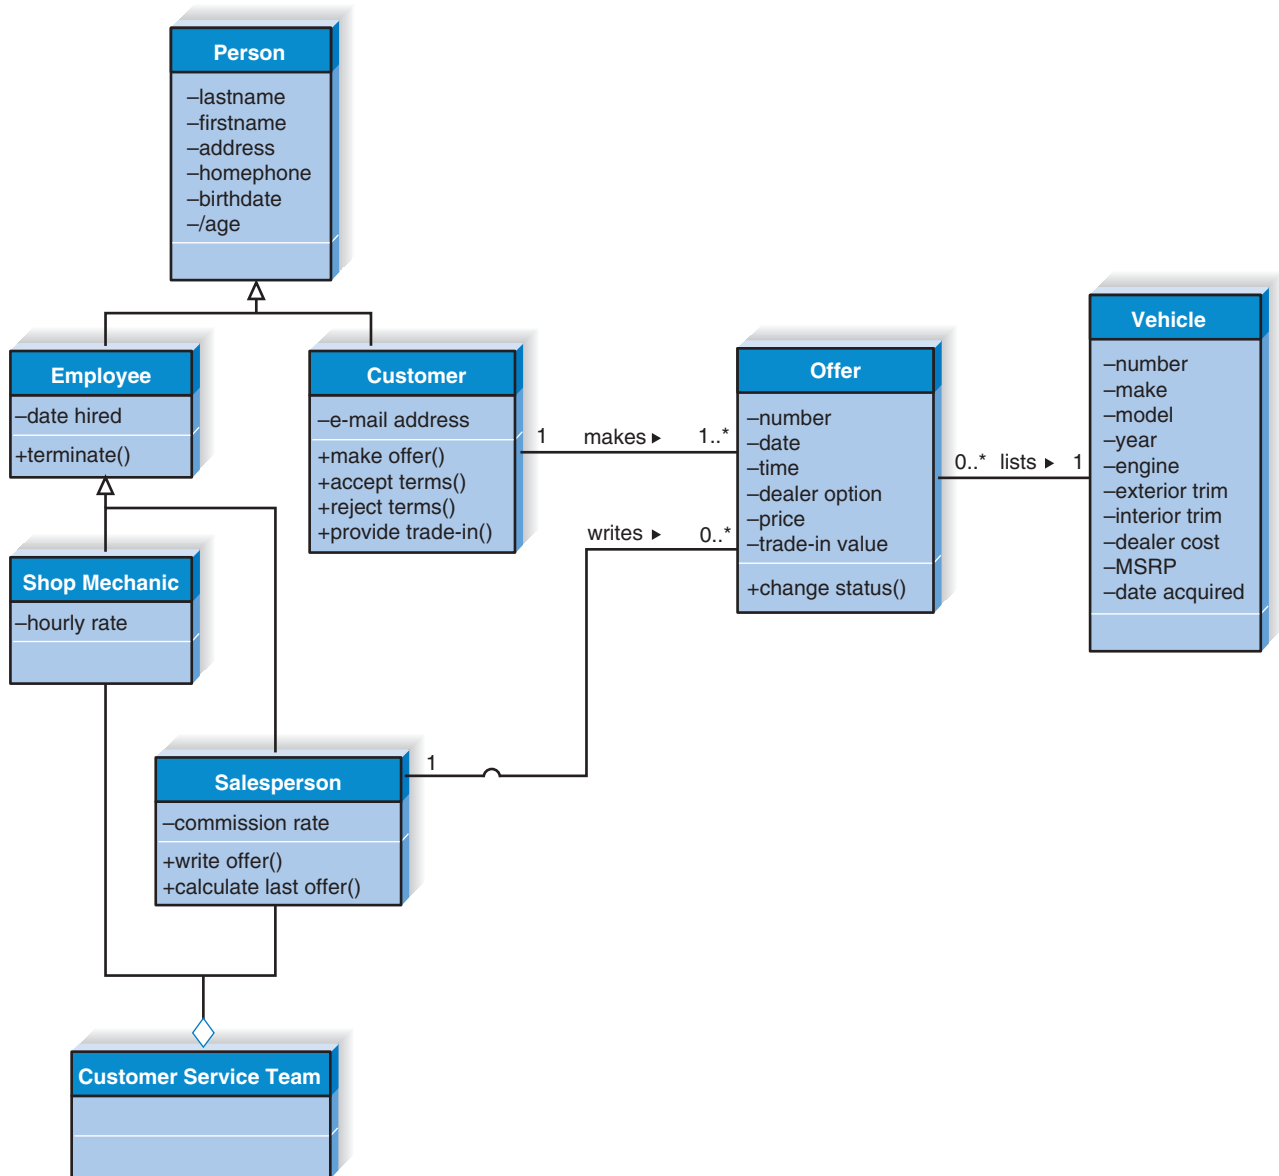 Person
–lastname
–firstname
–address
–homephone
–birthdate
–/age
Employee
–date hired
+terminate()
Customer
–e-mail address
+make offer()
+accept terms()
+reject terms()
+provide trade-in()
1 makes ▶ 1..*
Offer
–number
–date
–time
–dealer option
–price
–trade-in value
+change status()
0..* lists ▶ 1
Vehicle
–number
–make
–model
–year
–engine
–exterior trim
–interior trim
–dealer cost
–MSRP
–date acquired
writes ▶ 0..*
1
Shop Mechanic
–hourly rate
Salesperson
–commission rate
+write offer()
+calculate last offer()
Customer Service Team